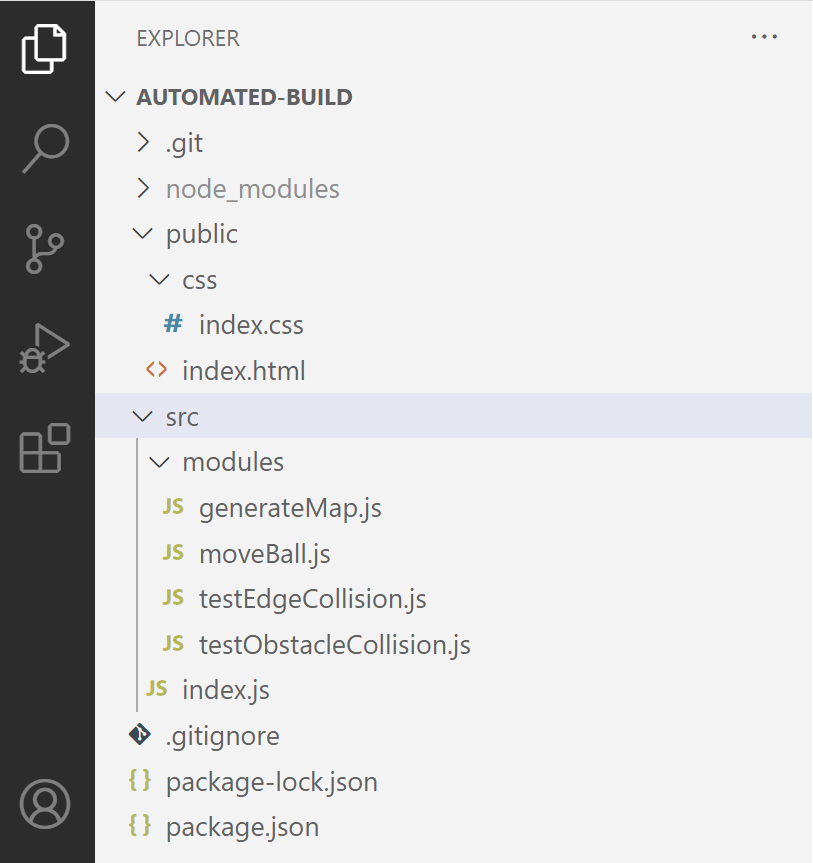 EXPLORER
AUTOMATED-BUILD
.git
node_modules
public
css
# index.css
<> index.html
src
modules
JS generateMap.js
JS moveBall.js
JS testEdgeCollision.js
JS testObstacleCollision.js
JS index.js
.gitignore
{} package-lock.json
{} package.json